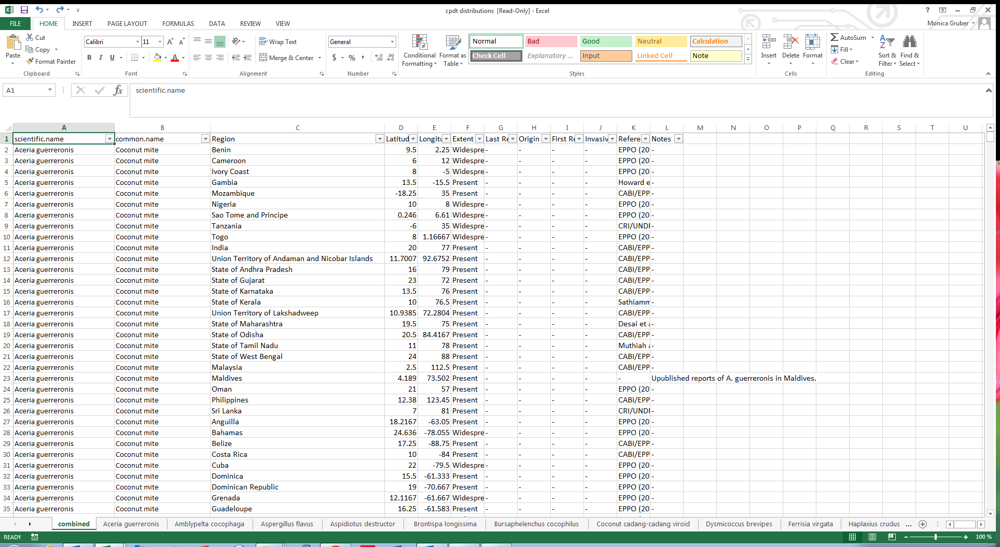 cpdt distributions [Read-Only] - Excel
FILE HOME INSERT PAGE LAYOUT FORMULAS DATA REVIEW VIEW Monica Gruber
Paste Cut Copy Format Painter Clipboard
Calibri 11 B I U Font
Wrap Text Merge & Center Alignment
General $ % , Number
Conditional Formatting Format as Table
Normal Bad Good Neutral Calculation
Check Cell Explanatory ... Input Linked Cell Note
Styles
Insert Delete Format Cells
AutoSum Fill Clear Sort & Filter Find & Select Editing
A1 fx scientific.name
A B C D E F G H I J K L M N O P Q R S T U
1 scientific.name common.name Region Latitud Longitu Extent Last Re Origin First Re Invasiv Refere Notes
2 Aceria guerreronis Coconut mite Benin 9.5 2.25 Widespre - - - - EPPO (20 -
3 Aceria guerreronis Coconut mite Cameroon 6 12 Widespre - - - - EPPO (20 -
4 Aceria guerreronis Coconut mite Ivory Coast 8 -5 Widespre - - - - EPPO (20 -
5 Aceria guerreronis Coconut mite Gambia 13.5 -15.5 Present - - - - Howard e -
6 Aceria guerreronis Coconut mite Mozambique -18.25 35 Present - - - - CABI/EPP -
7 Aceria guerreronis Coconut mite Nigeria 10 8 Widespre - - - - EPPO (20 -
8 Aceria guerreronis Coconut mite Sao Tome and Principe 0.246 6.61 Widespre - - - - EPPO (20 -
9 Aceria guerreronis Coconut mite Tanzania -6 35 Widespre - - - - CRI/UNDI -
10 Aceria guerreronis Coconut mite Togo 8 1.16667 Widespre - - - - EPPO (20 -
11 Aceria guerreronis Coconut mite India 20 77 Present - - - - CABI/EPP -
12 Aceria guerreronis Coconut mite Union Territory of Andaman and Nicobar Islands 11.7007 92.6752 Present - - - - CABI/EPP -
13 Aceria guerreronis Coconut mite State of Andhra Pradesh 16 79 Present - - - - CABI/EPP -
14 Aceria guerreronis Coconut mite State of Gujarat 23 72 Present - - - - CABI/EPP -
15 Aceria guerreronis Coconut mite State of Karnataka 13.5 76 Present - - - - CABI/EPP -
16 Aceria guerreronis Coconut mite State of Kerala 10 76.5 Present - - - - Sathiamm -
17 Aceria guerreronis Coconut mite Union Territory of Lakshadweep 10.9385 72.2804 Present - - - - CABI/EPP -
18 Aceria guerreronis Coconut mite State of Maharashtra 19.5 75 Present - - - - Desai et a -
19 Aceria guerreronis Coconut mite State of Odisha 20.5 84.4167 Present - - - - CABI/EPP -
20 Aceria guerreronis Coconut mite State of Tamil Nadu 11 78 Present - - - - Muthiah a -
21 Aceria guerreronis Coconut mite State of West Bengal 24 88 Present - - - - CABI/EPP -
22 Aceria guerreronis Coconut mite Malaysia 2.5 112.5 Present - - - - CABI/EPP -
23 Aceria guerreronis Coconut mite Maldives 4.189 73.502 Present - - - - - Upublished reports of A. guerreronis in Maldives.
24 Aceria guerreronis Coconut mite Oman 21 57 Present - - - - EPPO (20 -
25 Aceria guerreronis Coconut mite Philippines 12.38 123.45 Present - - - - CABI/EPP -
26 Aceria guerreronis Coconut mite Sri Lanka 7 81 Present - - - - CRI/UNDI -
27 Aceria guerreronis Coconut mite Anguilla 18.2167 -63.05 Present - - - - EPPO (20 -
28 Aceria guerreronis Coconut mite Bahamas 24.636 -78.055 Widespre - - - - EPPO (20 -
29 Aceria guerreronis Coconut mite Belize 17.25 -88.75 Present - - - - CABI/EPP -
30 Aceria guerreronis Coconut mite Costa Rica 10 -84 Present - - - - CABI/EPP -
31 Aceria guerreronis Coconut mite Cuba 22 -79.5 Widespre - - - - EPPO (20 -
32 Aceria guerreronis Coconut mite Dominica 15.5 -61.333 Present - - - - EPPO (20 -
33 Aceria guerreronis Coconut mite Dominican Republic 19 -70.667 Present - - - - EPPO (20 -
34 Aceria guerreronis Coconut mite Grenada 12.1167 -61.667 Widespre - - - - EPPO (20 -
35 Aceria guerreronis Coconut mite Guadeloupe 16.25 -61.583 Present - - - - EPPO (20 -
combined Aceria guerreronis Amblypelta cocophaga Aspergillus flavus Aspidiotus destructor Brontispa longissima Bursaphelenchus cocophilus Coconut cadang-cadang viroid Dysmicoccus brevipes Ferrisia virgata Haplaxius crudus ...
READY 100 %